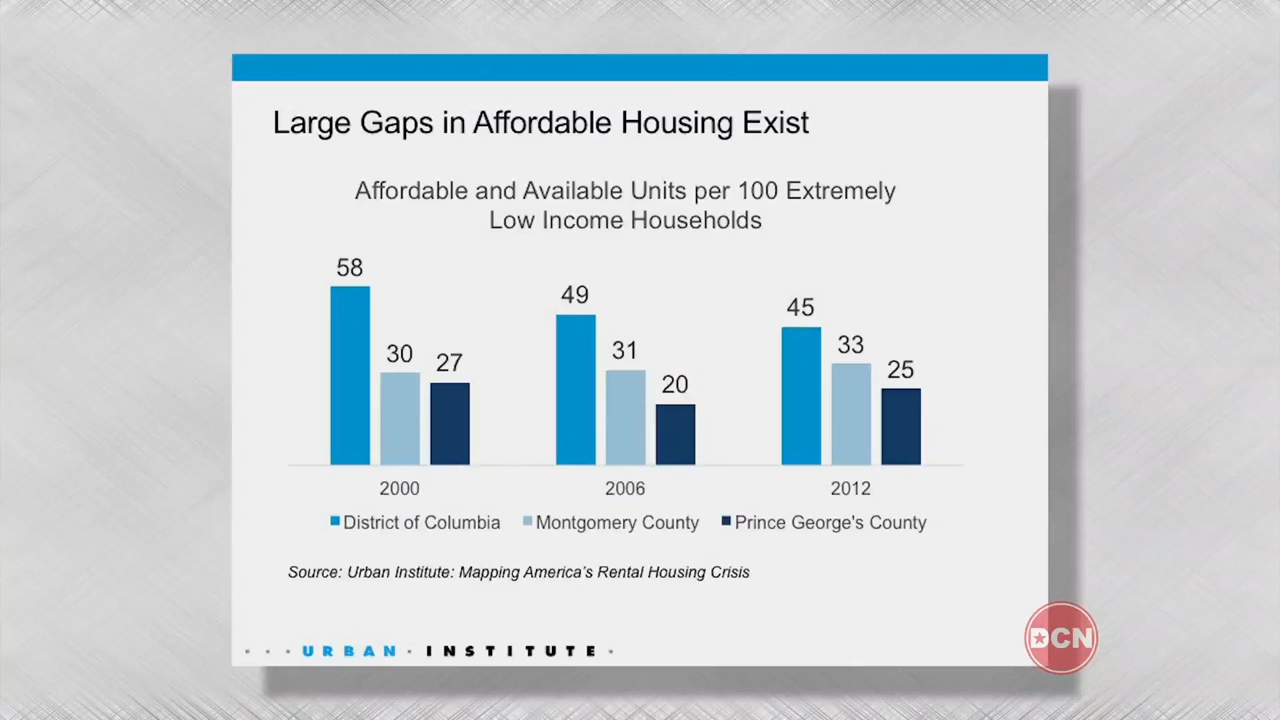 Large Gaps in Affordable Housing Exist
Affordable and Available Units per 100 Extremely
Low Income Households
58
30
27
49
31
20
45
33
25
2000
2006
2012
District of Columbia
Montgomery County
Prince George's County
Source: Urban Institute: Mapping America's Rental Housing Crisis
URBAN · INSTITUTE
DCN